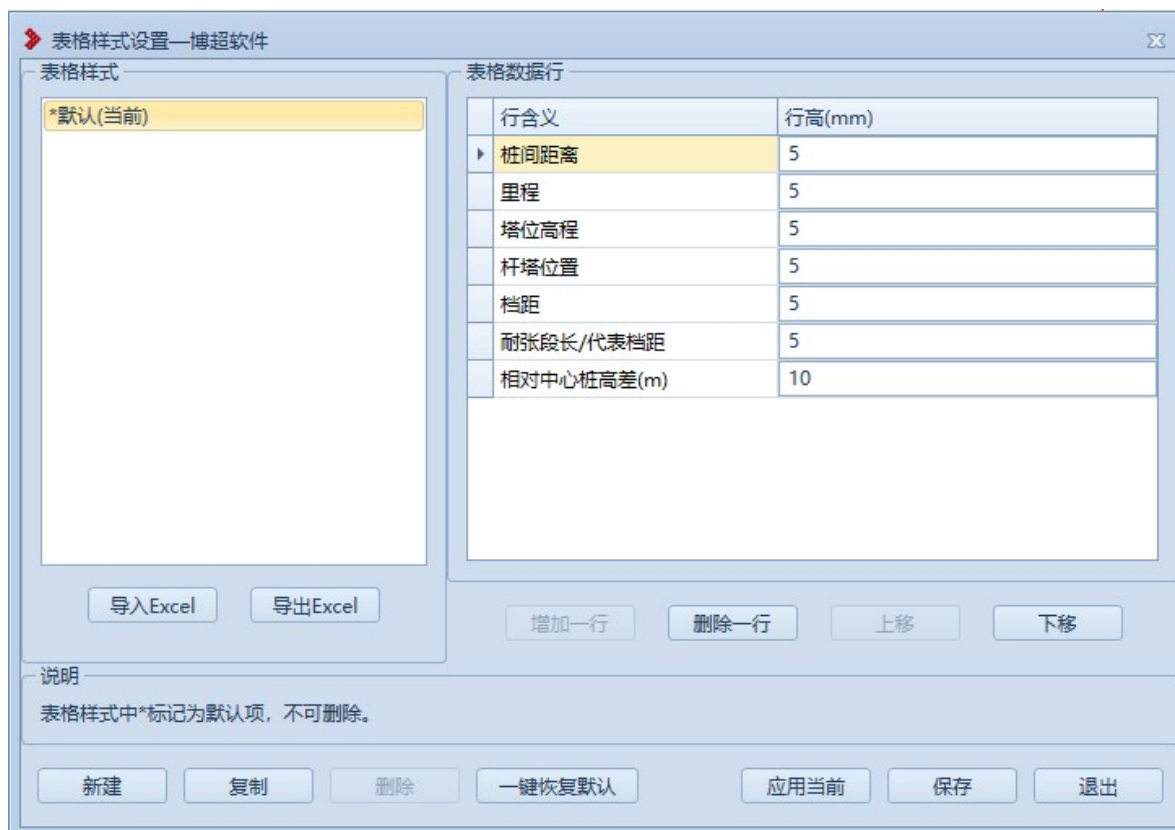 表格样式设置—博超软件
表格样式
*默认(当前)
导入Excel 导出Excel
表格数据行
行含义 行高(mm)
桩间距离 5
里程 5
塔位高程 5
杆塔位置 5
档距 5
耐张段长/代表档距 5
相对中心桩高差(m) 10
增加一行 删除一行 上移 下移
说明
表格样式中*标记为默认项，不可删除。
新建 复制 删除 一键恢复默认 应用当前 保存 退出